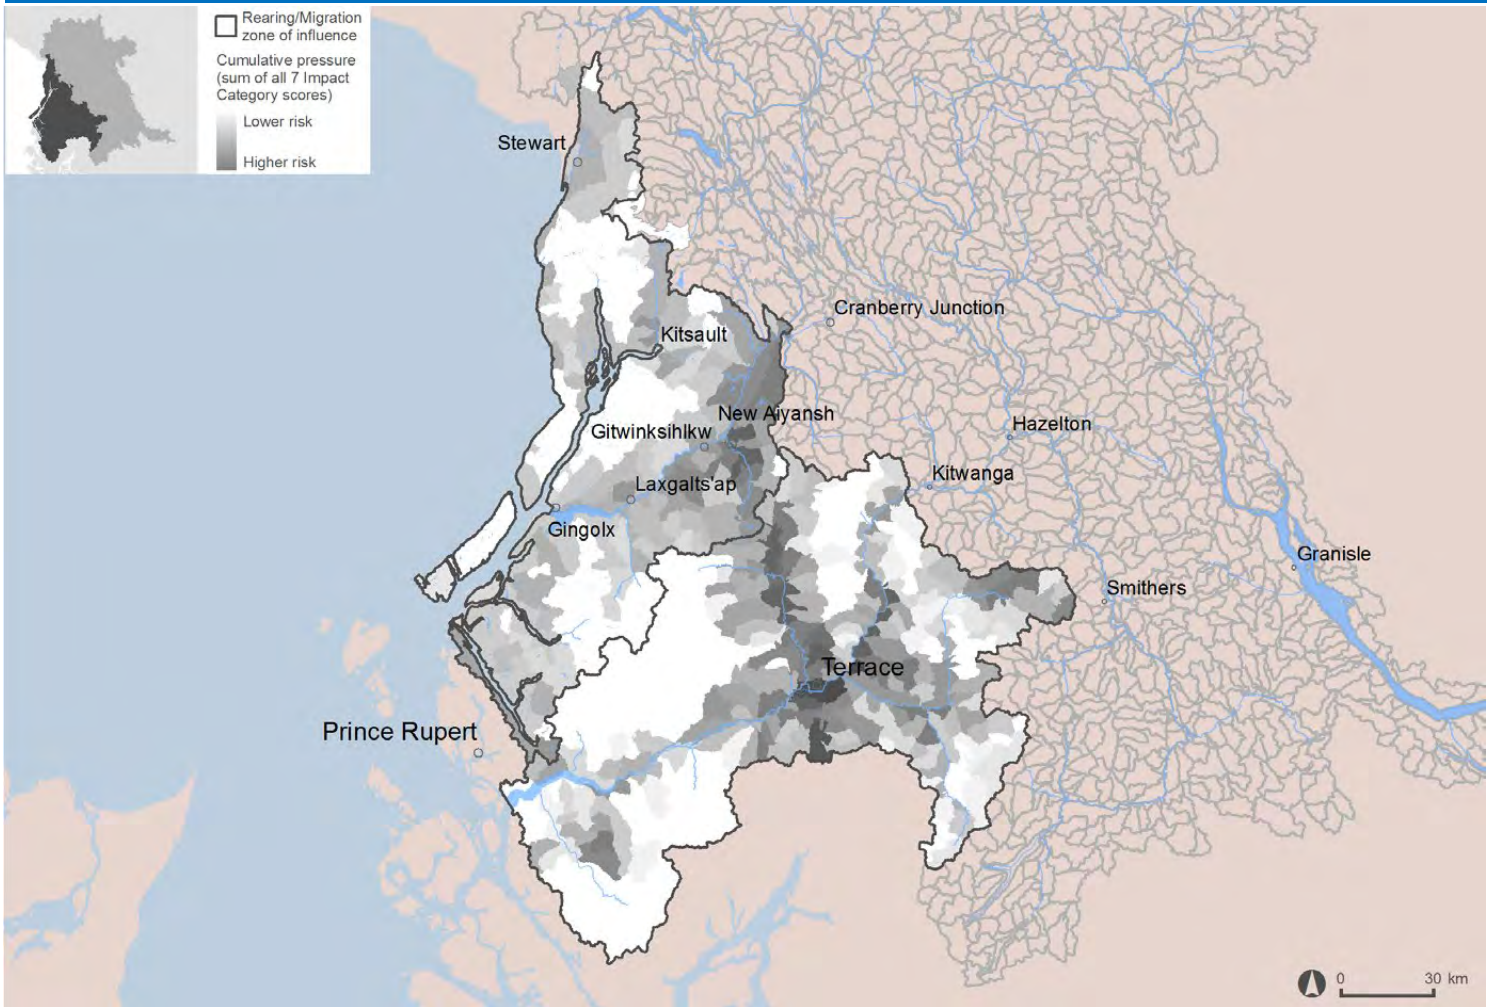 Rearing/Migration
zone of influence
Cumulative pressure
(sum of all 7 Impact
Category scores)
Lower risk
Higher risk
Stewart
Cranberry Junction
Kitsault
New Aiyansh
Gitwinksihlkw
Hazelton
Kitwanga
Laxgalts'ap
Gingolx
Granisle
Smithers
Terrace
Prince Rupert
0 30 km